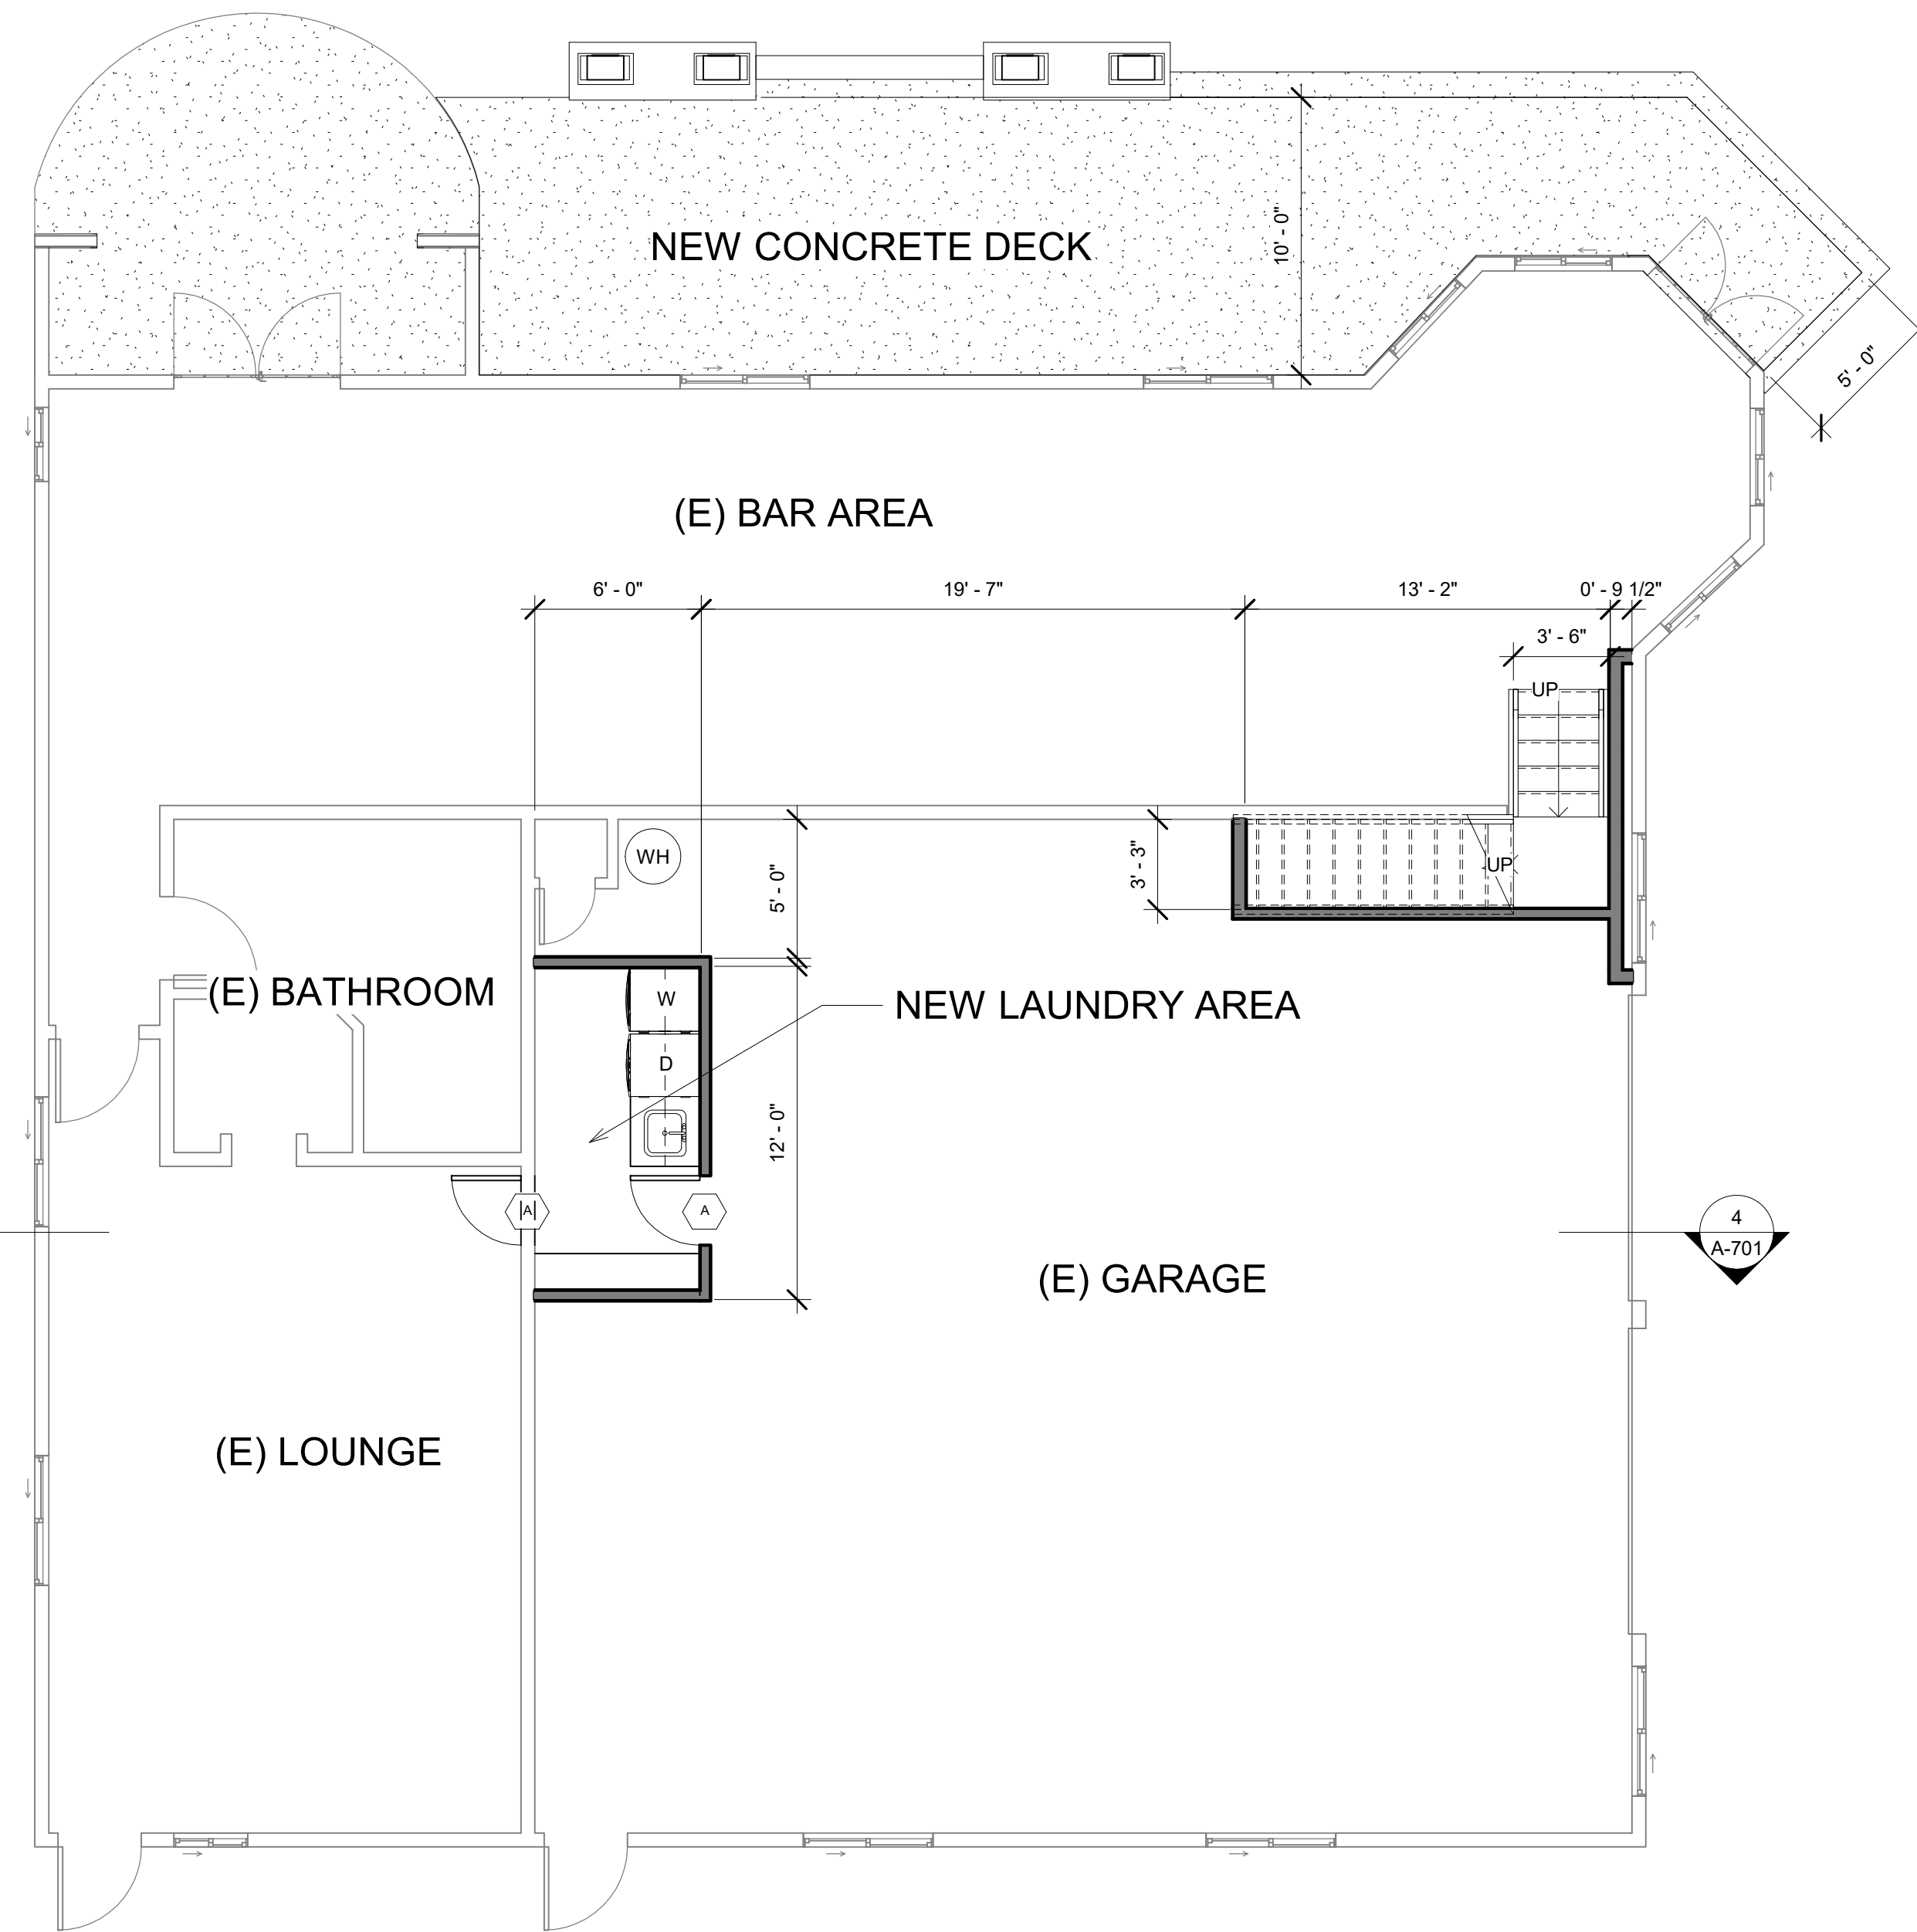 NEW CONCRETE DECK
10' - 0"
5' - 0"
(E) BAR AREA
6' - 0"
19' - 7"
13' - 2"
0' - 9 1/2"
3' - 6"
UP
WH
5' - 0"
3' - 3"
UP
(E) BATHROOM
W
NEW LAUNDRY AREA
D
12' - 0"
A
A
4
A-701
(E) GARAGE
(E) LOUNGE